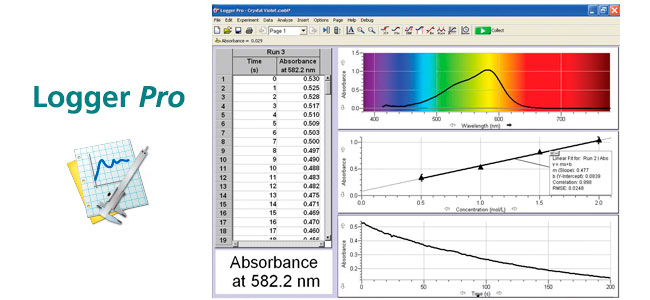 Logger Pro
Logger Pro - Crystal Violet.cmbl*
File Edit Experiment Data Analyze Insert Options Page Help Debug
Page 1
Collect
Absorbance = 0.029
Run 3
Time (s) Absorbance at 582.2 nm
1 0 0.530
2 1 0.525
3 2 0.528
4 3 0.517
5 4 0.510
6 5 0.509
7 6 0.503
8 7 0.500
9 8 0.497
10 9 0.490
11 10 0.488
12 11 0.483
13 12 0.482
14 13 0.475
15 14 0.471
16 15 0.469
17 16 0.470
18 17 0.460
19 18
Absorbance
at 582.2 nm
Absorbance
1.5
1.0
0.5
0.0
400 500 600 700
Wavelength (nm)
Absorbance
1.0
0.5
0.0
Linear Fit for: Run 2 | Abs
y = mx+b
m (Slope): 0.477
b (Y-Intercept): 0.0839
Correlation: 0.998
RMSE: 0.0248
0.0 0.5 1.0 1.5 2.0
Concentration (mol/L)
Absorbance
0.4
0.2
0 50 100 150 200
Time (s)